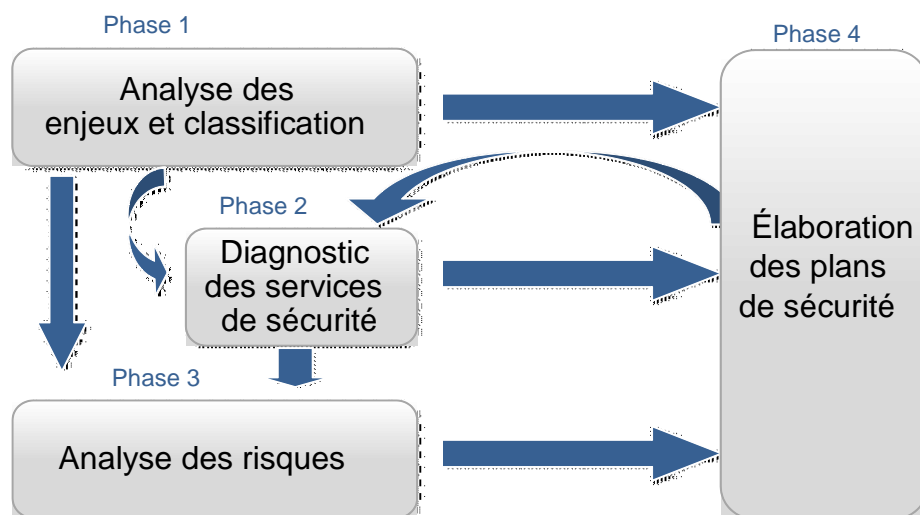 Phase 1
Analyse des
enjeux et classification
Phase 2
Diagnostic
des services
de sécurité
Phase 3
Analyse des risques
Phase 4
Élaboration
des plans
de sécurité